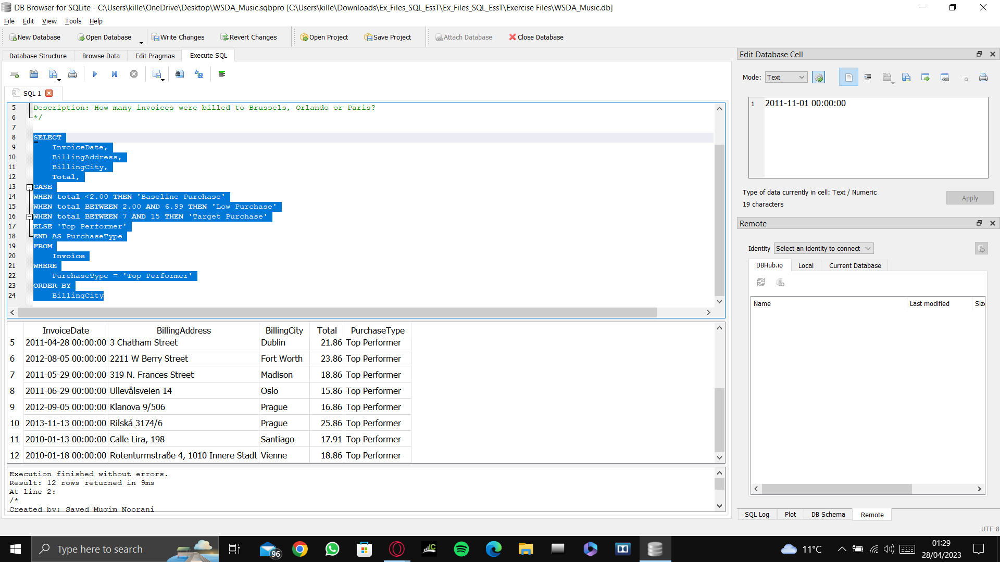 DB Browser for SQLite - C:\Users\kille\OneDrive\Desktop\WSDA_Music.sqbpro [C:\Users\kille\Downloads\Ex_Files_SQL_EssT\Ex_Files_SQL_EssT\Exercise Files\WSDA_Music.db]
File Edit View Tools Help
New Database Open Database Write Changes Revert Changes Open Project Save Project Attach Database Close Database
Database Structure Browse Data Edit Pragmas Execute SQL
SQL 1
5 Description: How many invoices were billed to Brussels, Orlando or Paris?
6 */
7
8 SELECT
9 InvoiceDate,
10 BillingAddress,
11 BillingCity,
12 Total,
13 CASE
14 WHEN total <2.00 THEN 'Baseline Purchase'
15 WHEN total BETWEEN 2.00 AND 6.99 THEN 'Low Purchase'
16 WHEN total BETWEEN 7 AND 15 THEN 'Target Purchase'
17 ELSE 'Top Performer'
18 END AS PurchaseType
19 FROM
20 Invoice
21 WHERE
22 PurchaseType = 'Top Performer'
23 ORDER BY
24 BillingCity
InvoiceDate BillingAddress BillingCity Total PurchaseType
5 2011-04-28 00:00:00 3 Chatham Street Dublin 21.86 Top Performer
6 2012-08-05 00:00:00 2211 W Berry Street Fort Worth 23.86 Top Performer
7 2011-05-29 00:00:00 319 N. Frances Street Madison 18.86 Top Performer
8 2011-06-29 00:00:00 Ullevålsveien 14 Oslo 15.86 Top Performer
9 2012-09-05 00:00:00 Klanova 9/506 Prague 16.86 Top Performer
10 2013-11-13 00:00:00 Rilská 3174/6 Prague 25.86 Top Performer
11 2010-01-13 00:00:00 Calle Lira, 198 Santiago 17.91 Top Performer
12 2010-01-18 00:00:00 Rotenturmstraße 4, 1010 Innere Stadt Vienne 18.86 Top Performer
Execution finished without errors.
Result: 12 rows returned in 9ms
At line 2:
/*
Created by: Sayed Muqim Noorani
Edit Database Cell
Mode: Text
1 2011-11-01 00:00:00
Type of data currently in cell: Text / Numeric
19 characters
Apply
Remote
Identity Select an identity to connect
DBHub.io Local Current Database
Name Last modified Size
SQL Log Plot DB Schema Remote
UTF-8
Type here to search
96
11°C
01:29
28/04/2023